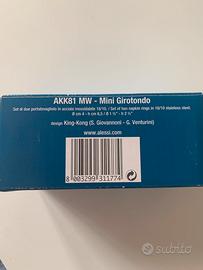 AKK81 MW - Mini Girotondo
Set di due portatovaglioli in acciaio inossidabile 18/10. / Set of two napkin rings in 18/10 stainless steel.
Ø cm 4 - h cm 6,5 / Ø 1 ½" - h 2 ½"
design King-Kong (S. Giovannoni - G. Venturini)
www.alessi.com
8 003299 311774
subito